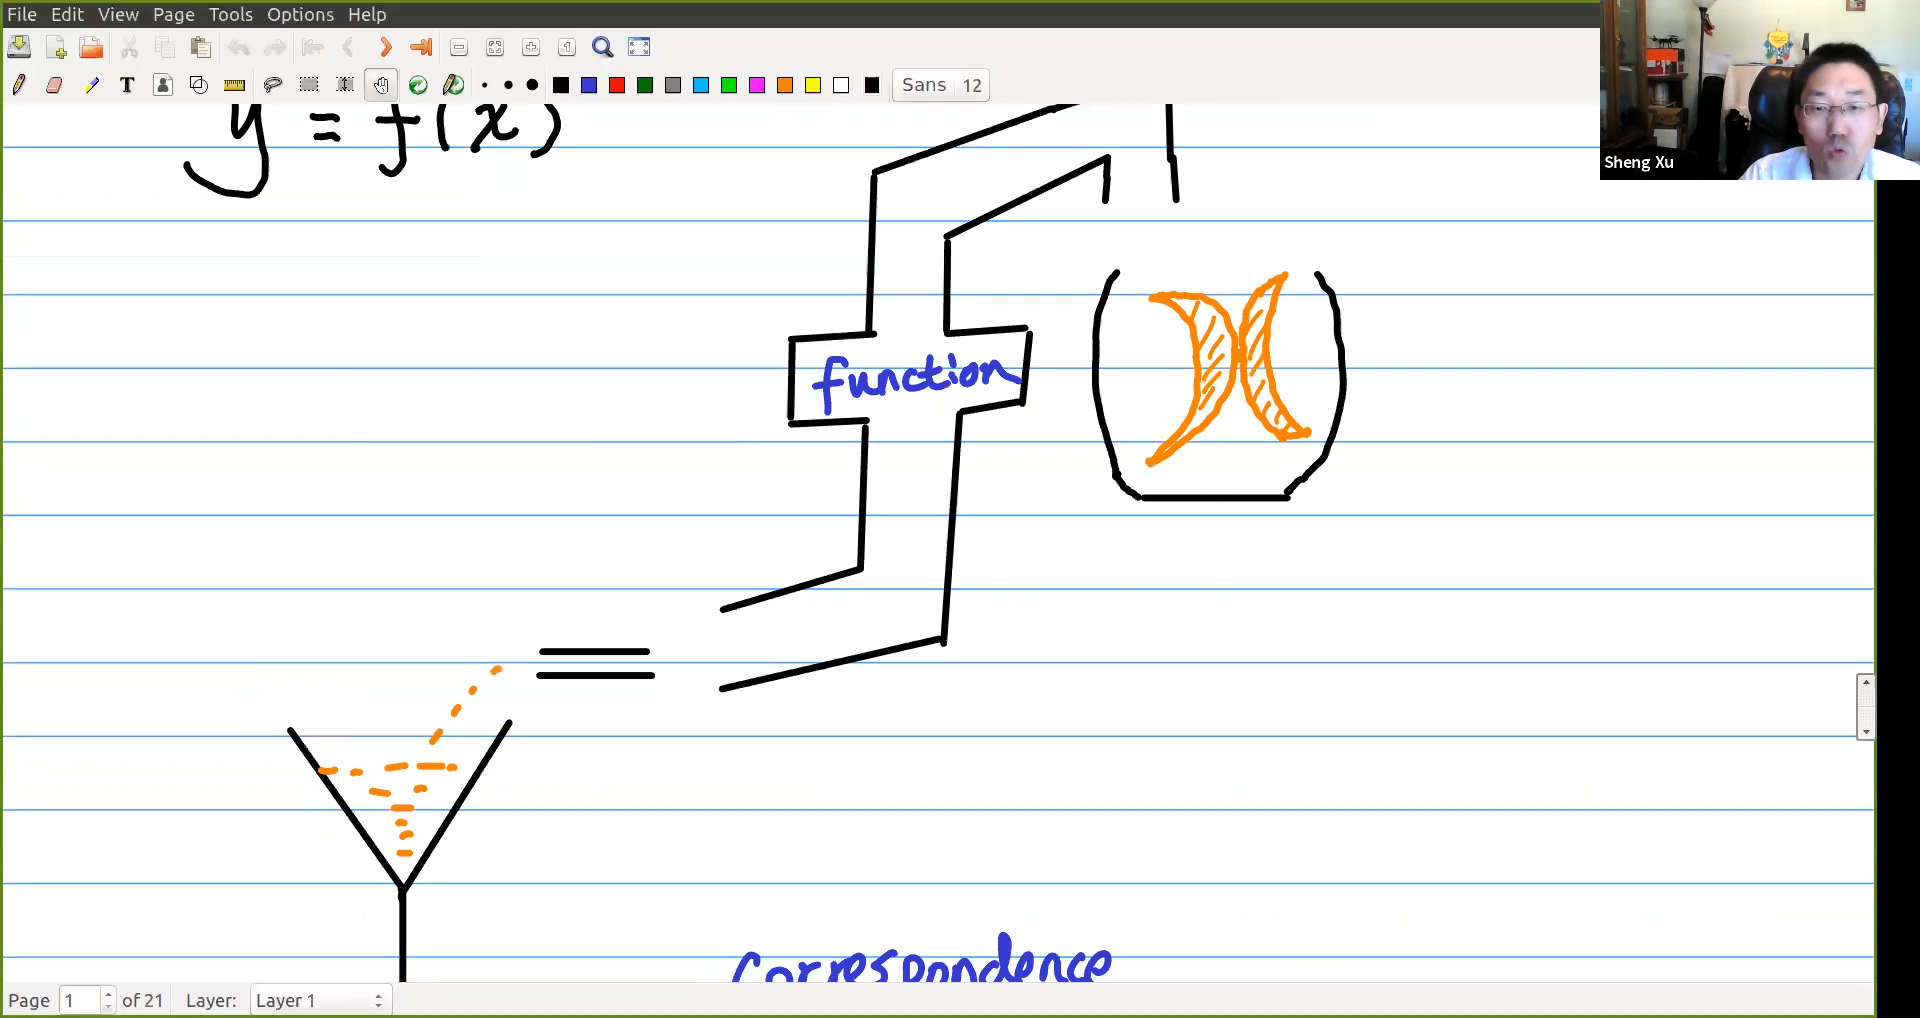 File Edit View Page Tools Options Help
Sans 12
Sheng Xu
y = f(x)
function
Correspondence
Page 1 of 21 Layer: Layer 1